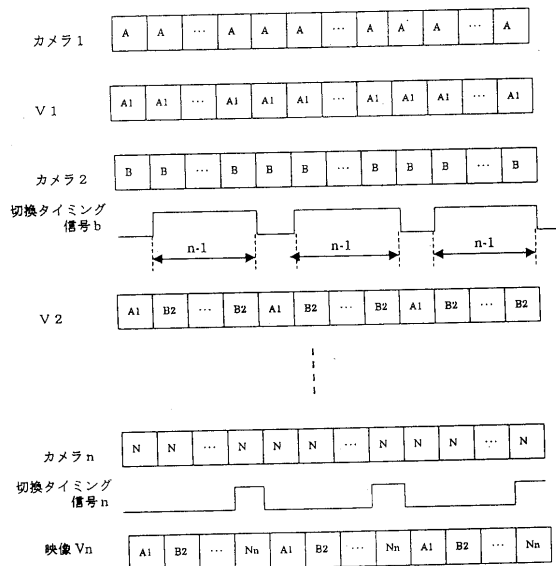 カメラ1 A A … A A A … A A A … A
V1 A1 A1 … A1 A1 A1 … A1 A1 A1 … A1
カメラ2 B B … B B B … B B B … B
切換タイミング
信号b
n-1 n-1 n-1
V2 A1 B2 … B2 A1 B2 … B2 A1 B2 … B2
カメラn N N … N N N … N N N … N
切換タイミング
信号n
映像Vn A1 B2 … Nn A1 B2 … Nn A1 B2 … Nn